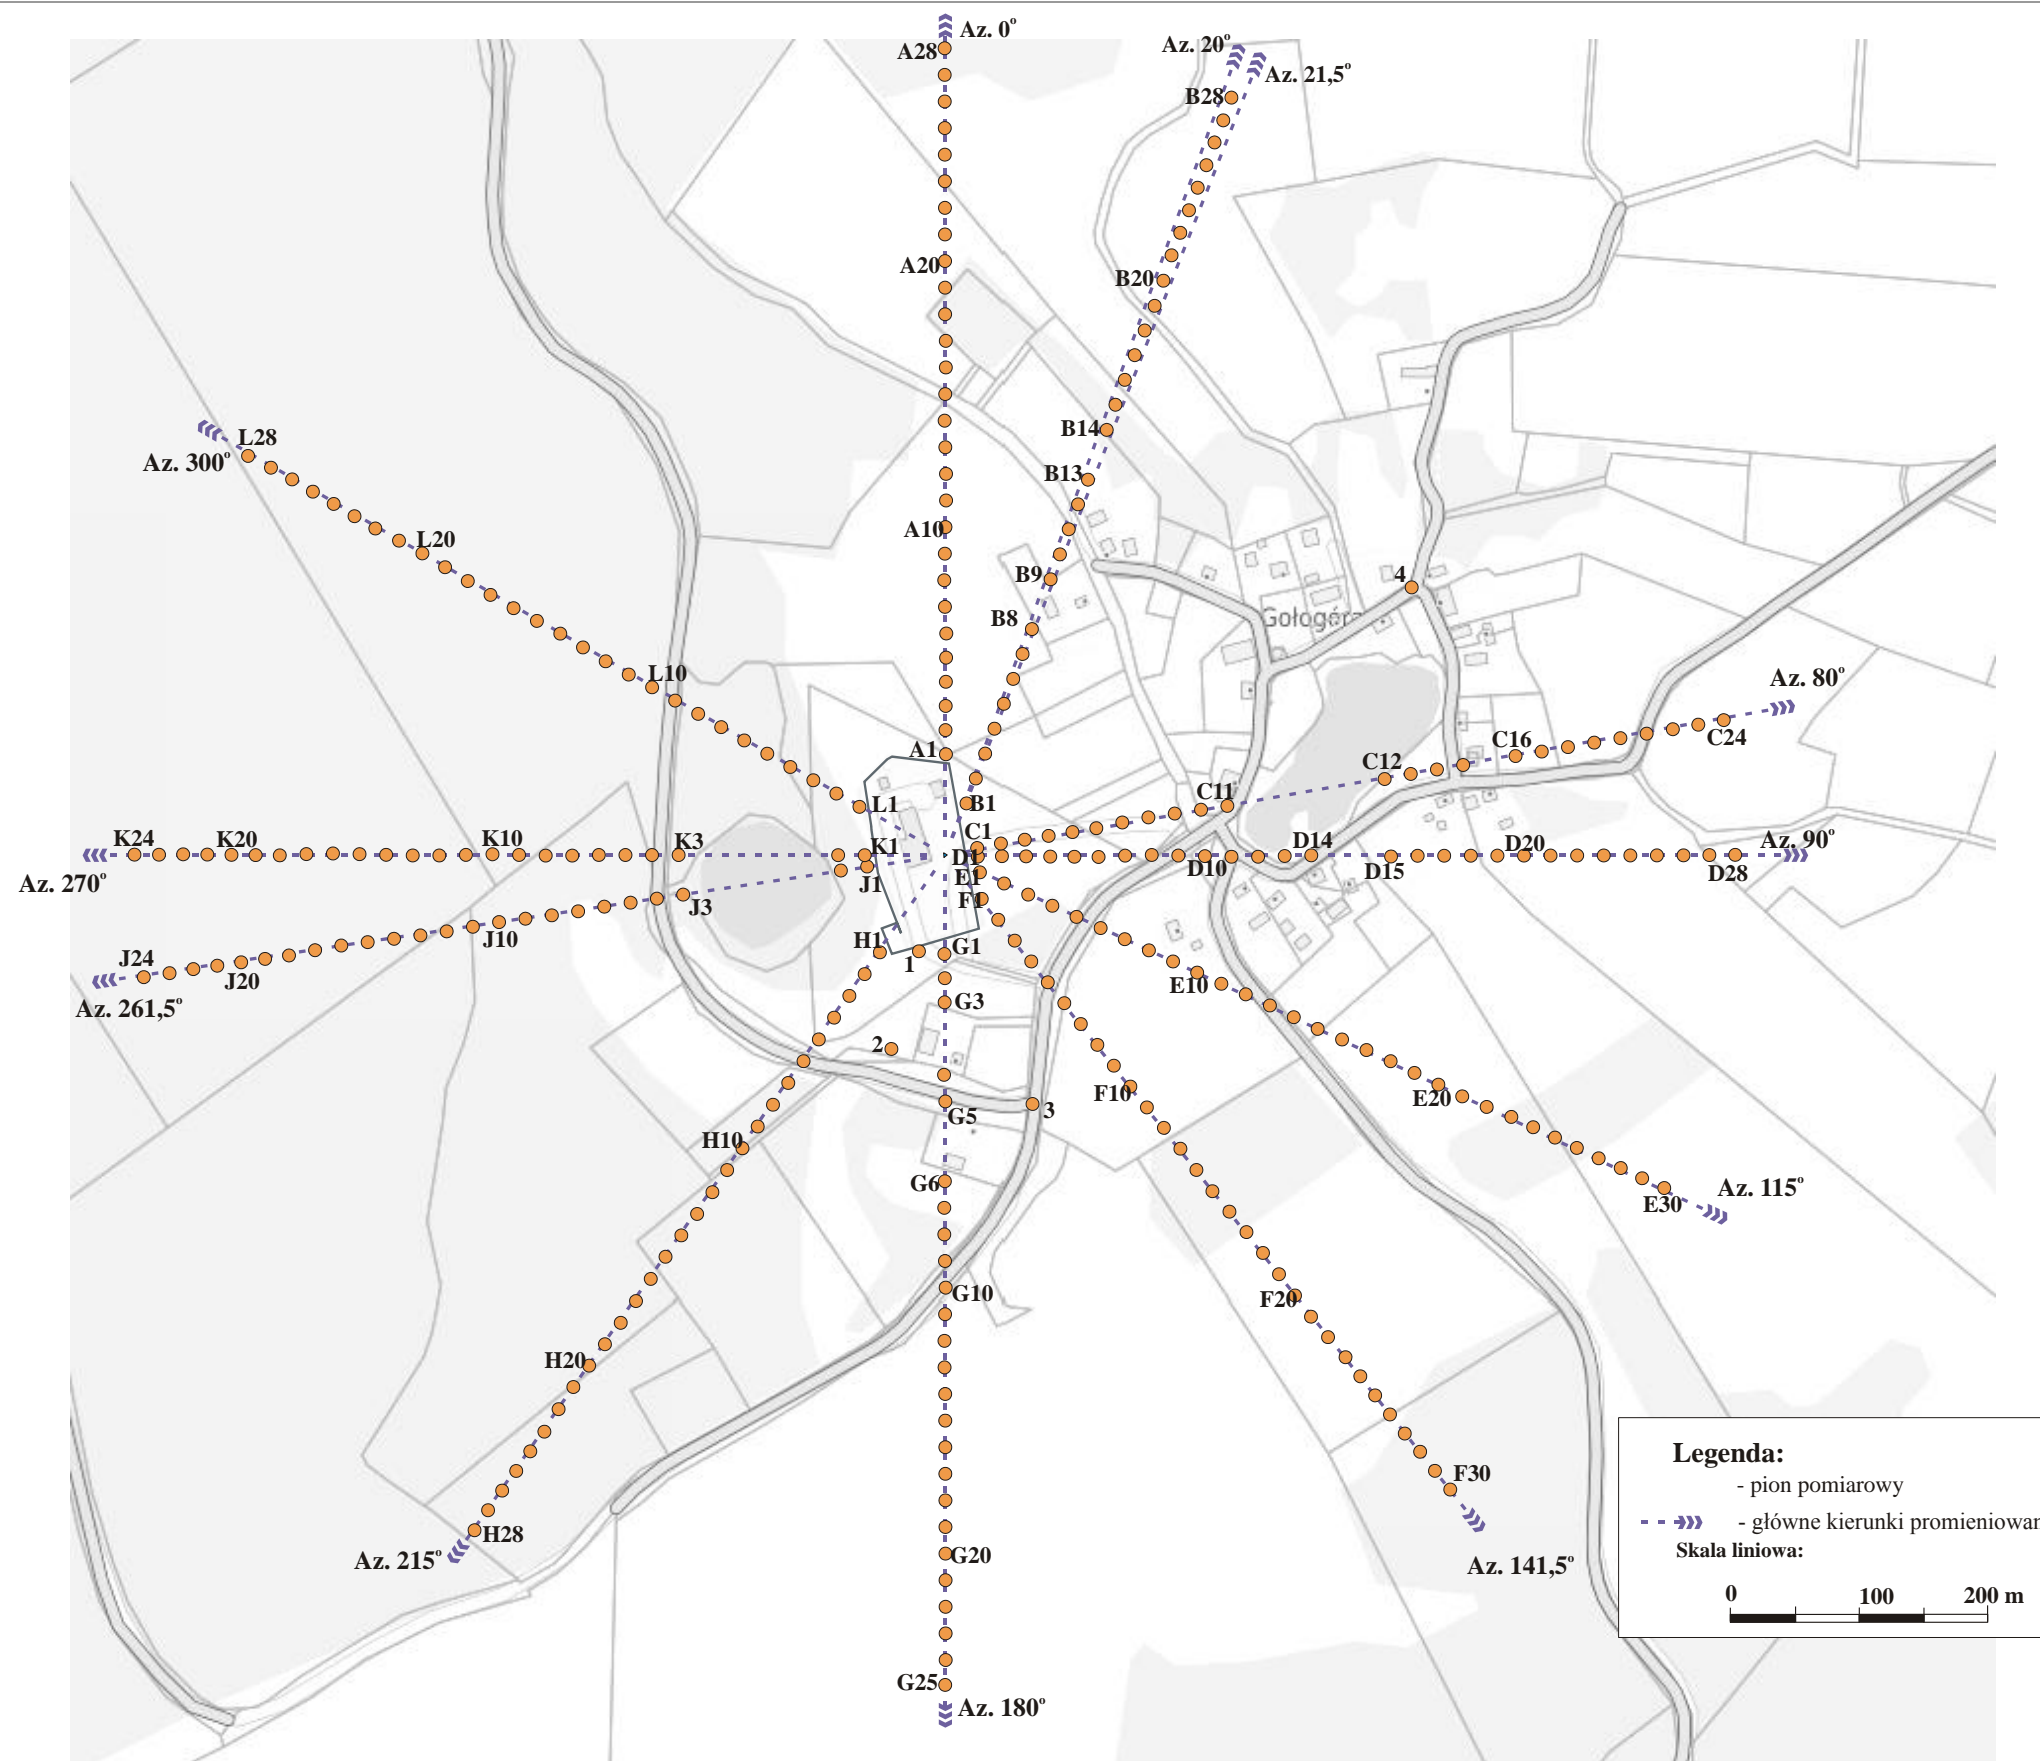 Az. 0°
A28
Az. 20°
Az. 21,5°
B28
A20
B20
B14
L28
Az. 300°
B13
A10
L20
B9
4
B8
Gołogóra
L10
Az. 80°
C24
C16
A1
C12
C11
L1
B1
C1
K24
K20
K10
K3
K1
D1
D10
D14
D15
D20
D28
Az. 90°
Az. 270°
J1
E1
F1
J3
J10
H1
1
G1
J24
J20
Az. 261,5°
E10
G3
2
F10
E20
3
G5
H10
G6
Az. 115°
E30
G10
F20
H20
F30
H28
Az. 215°
G20
Az. 141,5°
G25
Az. 180°
Legenda:
- pion pomiarowy
- główne kierunki promieniowan
Skala liniowa:
0 100 200 m